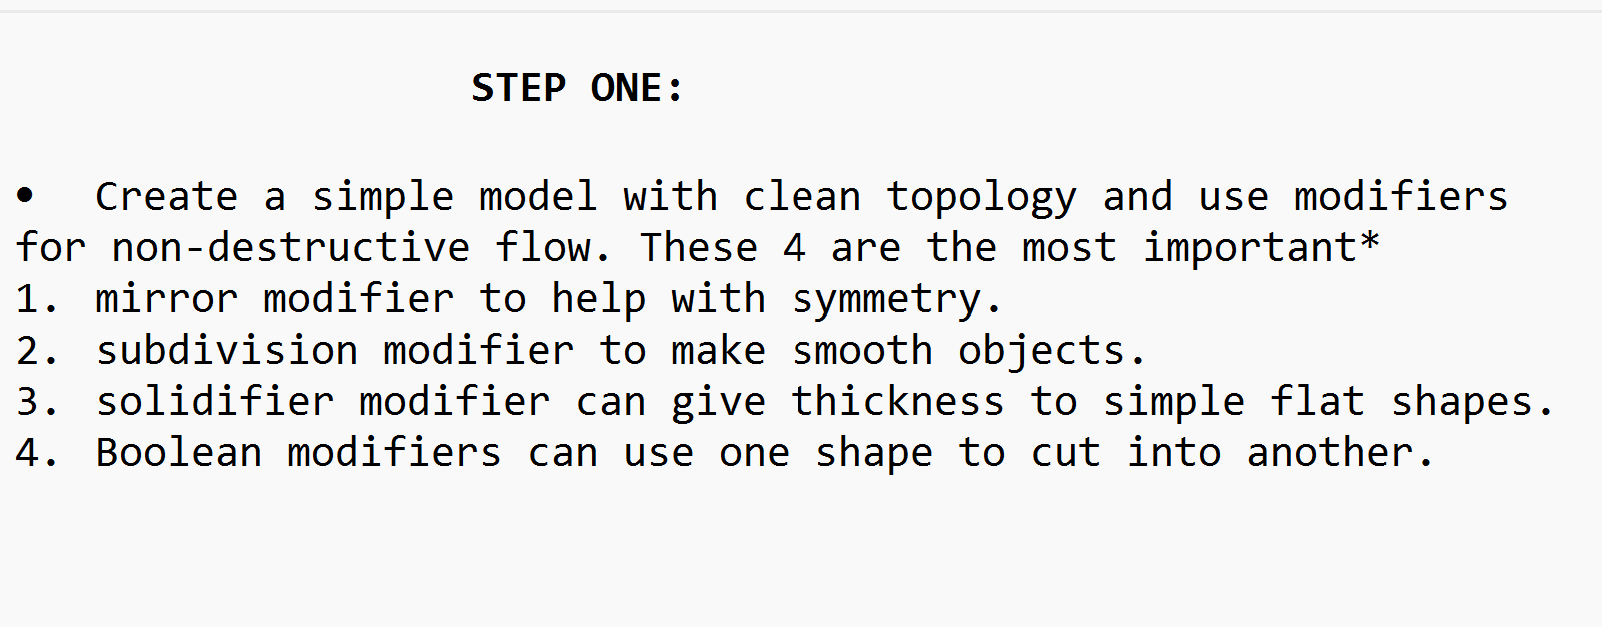 STEP ONE:
• Create a simple model with clean topology and use modifiers
for non-destructive flow. These 4 are the most important*
1. mirror modifier to help with symmetry.
2. subdivision modifier to make smooth objects.
3. solidifier modifier can give thickness to simple flat shapes.
4. Boolean modifiers can use one shape to cut into another.